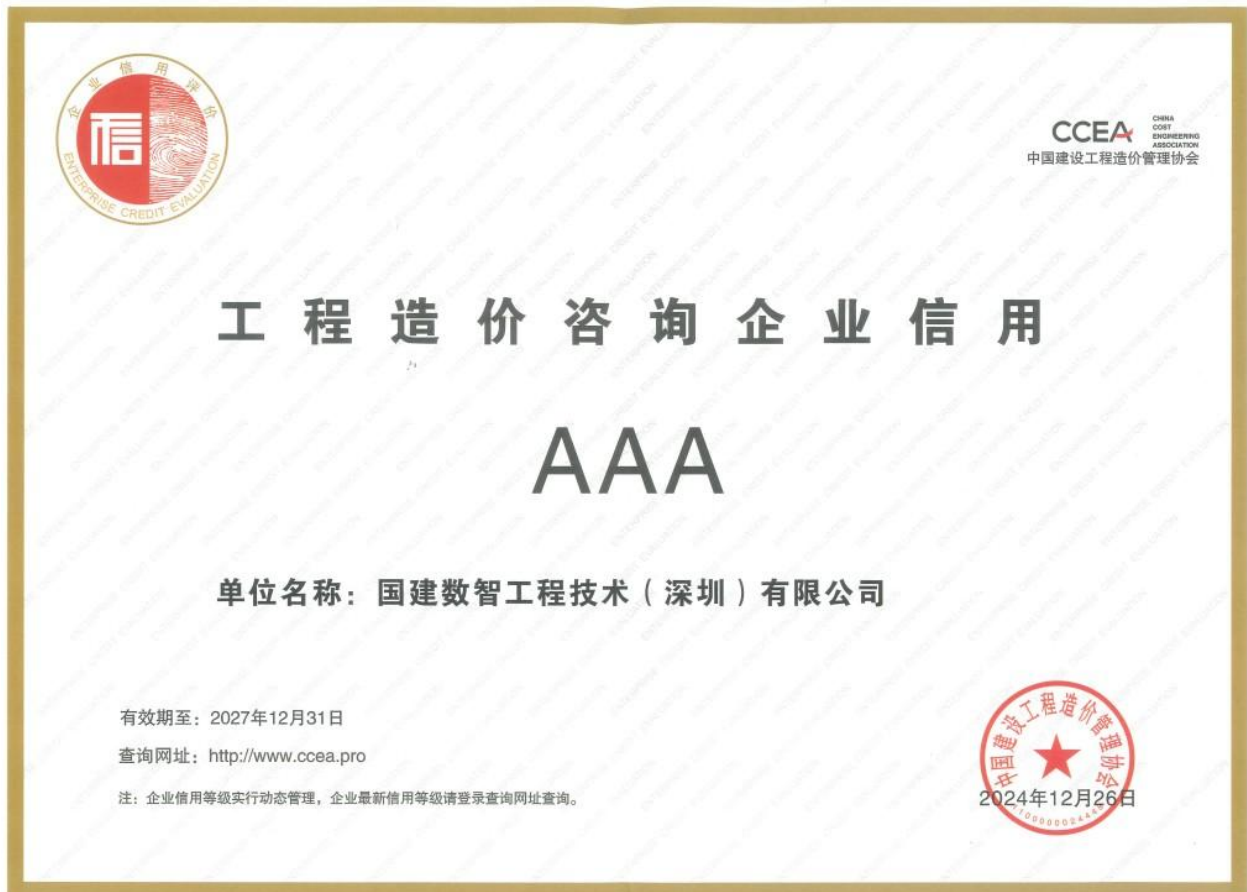 企业信用评价
信
ENTERPRISE CREDIT EVALUATION
CCEA
CHINA
COST
ENGINEERING
ASSOCIATION
中国建设工程造价管理协会
工程造价咨询企业信用
AAA
单位名称：国建数智工程技术（深圳）有限公司
有效期至：2027年12月31日
查询网址：http://www.ccea.pro
注：企业信用等级实行动态管理，企业最新信用等级请登录查询网址查询。
中国建设工程造价管理协会
2024年12月26日